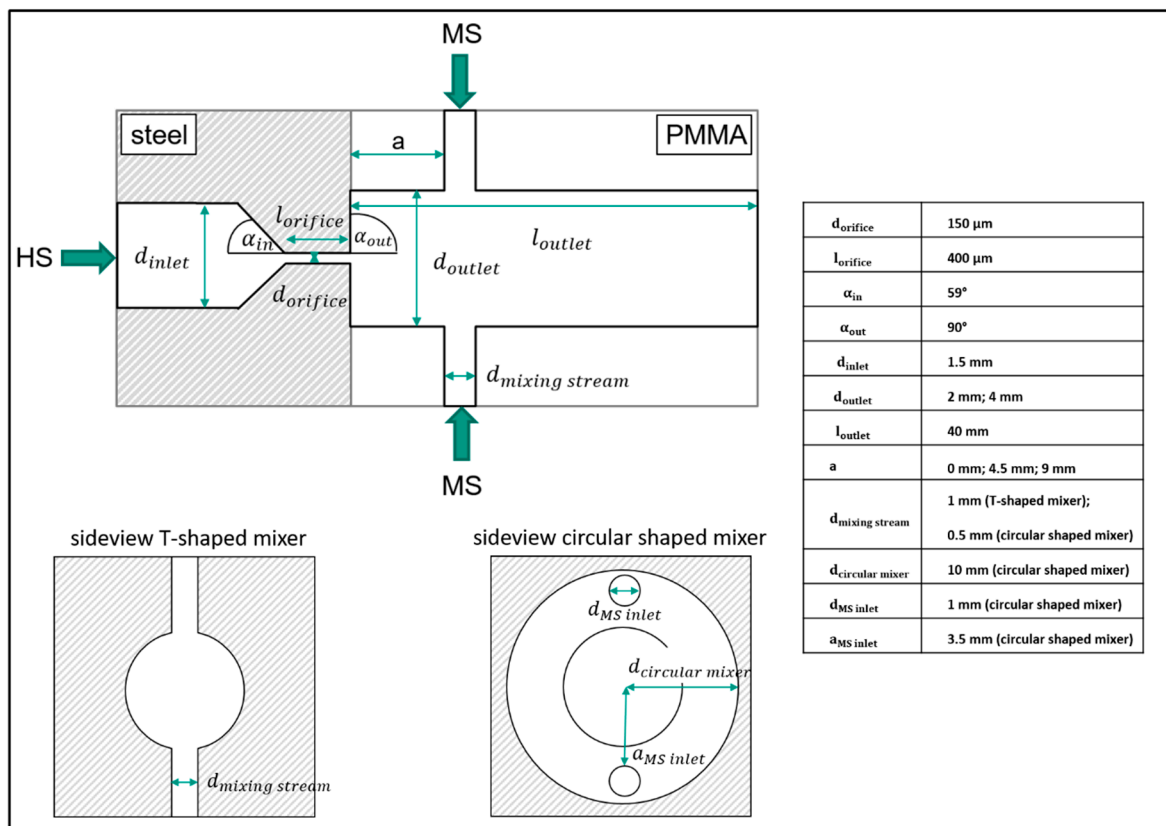 MS
steel
PMMA
a
l_orifice
α_in
α_out
l_outlet
HS
d_inlet
d_outlet
d_orifice
d_mixing stream
MS
sideview T-shaped mixer
d_mixing stream
sideview circular shaped mixer
d_MS inlet
d_circular mixer
a_MS inlet
d_orifice 150 µm
l_orifice 400 µm
α_in 59°
α_out 90°
d_inlet 1.5 mm
d_outlet 2 mm; 4 mm
l_outlet 40 mm
a 0 mm; 4.5 mm; 9 mm
d_mixing stream 1 mm (T-shaped mixer);
0.5 mm (circular shaped mixer)
d_circular mixer 10 mm (circular shaped mixer)
d_MS inlet 1 mm (circular shaped mixer)
a_MS inlet 3.5 mm (circular shaped mixer)